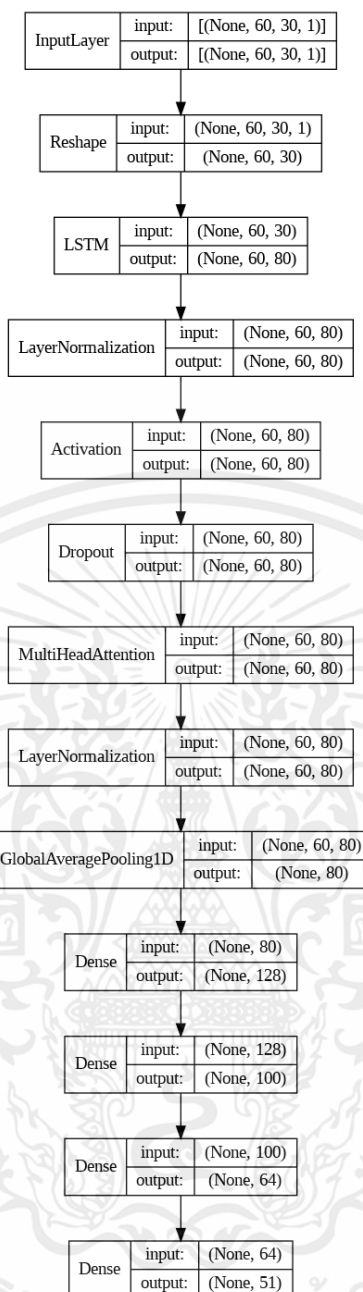 InputLayer input: [(None, 60, 30, 1)]
output: [(None, 60, 30, 1)]
Reshape input: (None, 60, 30, 1)
output: (None, 60, 30)
LSTM input: (None, 60, 30)
output: (None, 60, 80)
LayerNormalization input: (None, 60, 80)
output: (None, 60, 80)
Activation input: (None, 60, 80)
output: (None, 60, 80)
Dropout input: (None, 60, 80)
output: (None, 60, 80)
MultiHeadAttention input: (None, 60, 80)
output: (None, 60, 80)
LayerNormalization input: (None, 60, 80)
output: (None, 60, 80)
GlobalAveragePooling1D input: (None, 60, 80)
output: (None, 80)
Dense input: (None, 80)
output: (None, 128)
Dense input: (None, 128)
output: (None, 100)
Dense input: (None, 100)
output: (None, 64)
Dense input: (None, 64)
output: (None, 51)